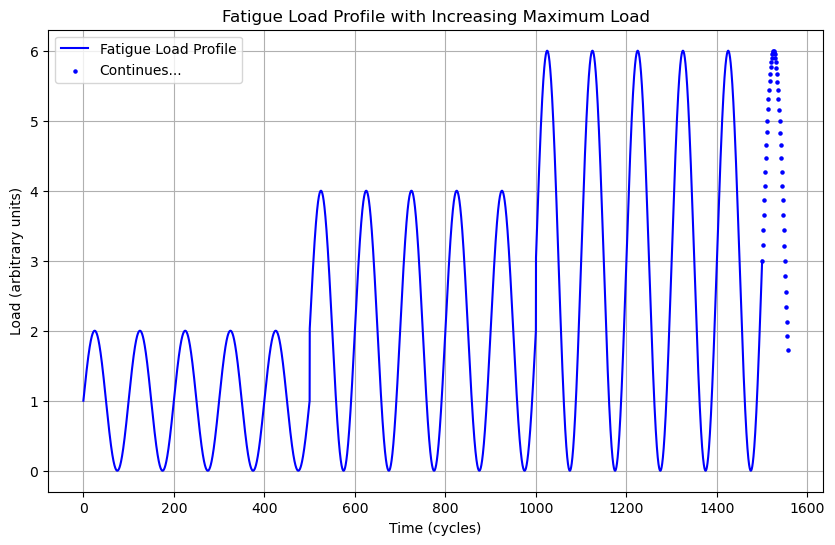 Fatigue Load Profile with Increasing Maximum Load
Fatigue Load Profile
Continues...
Load (arbitrary units)
6
5
4
3
2
1
0
0 200 400 600 800 1000 1200 1400 1600
Time (cycles)